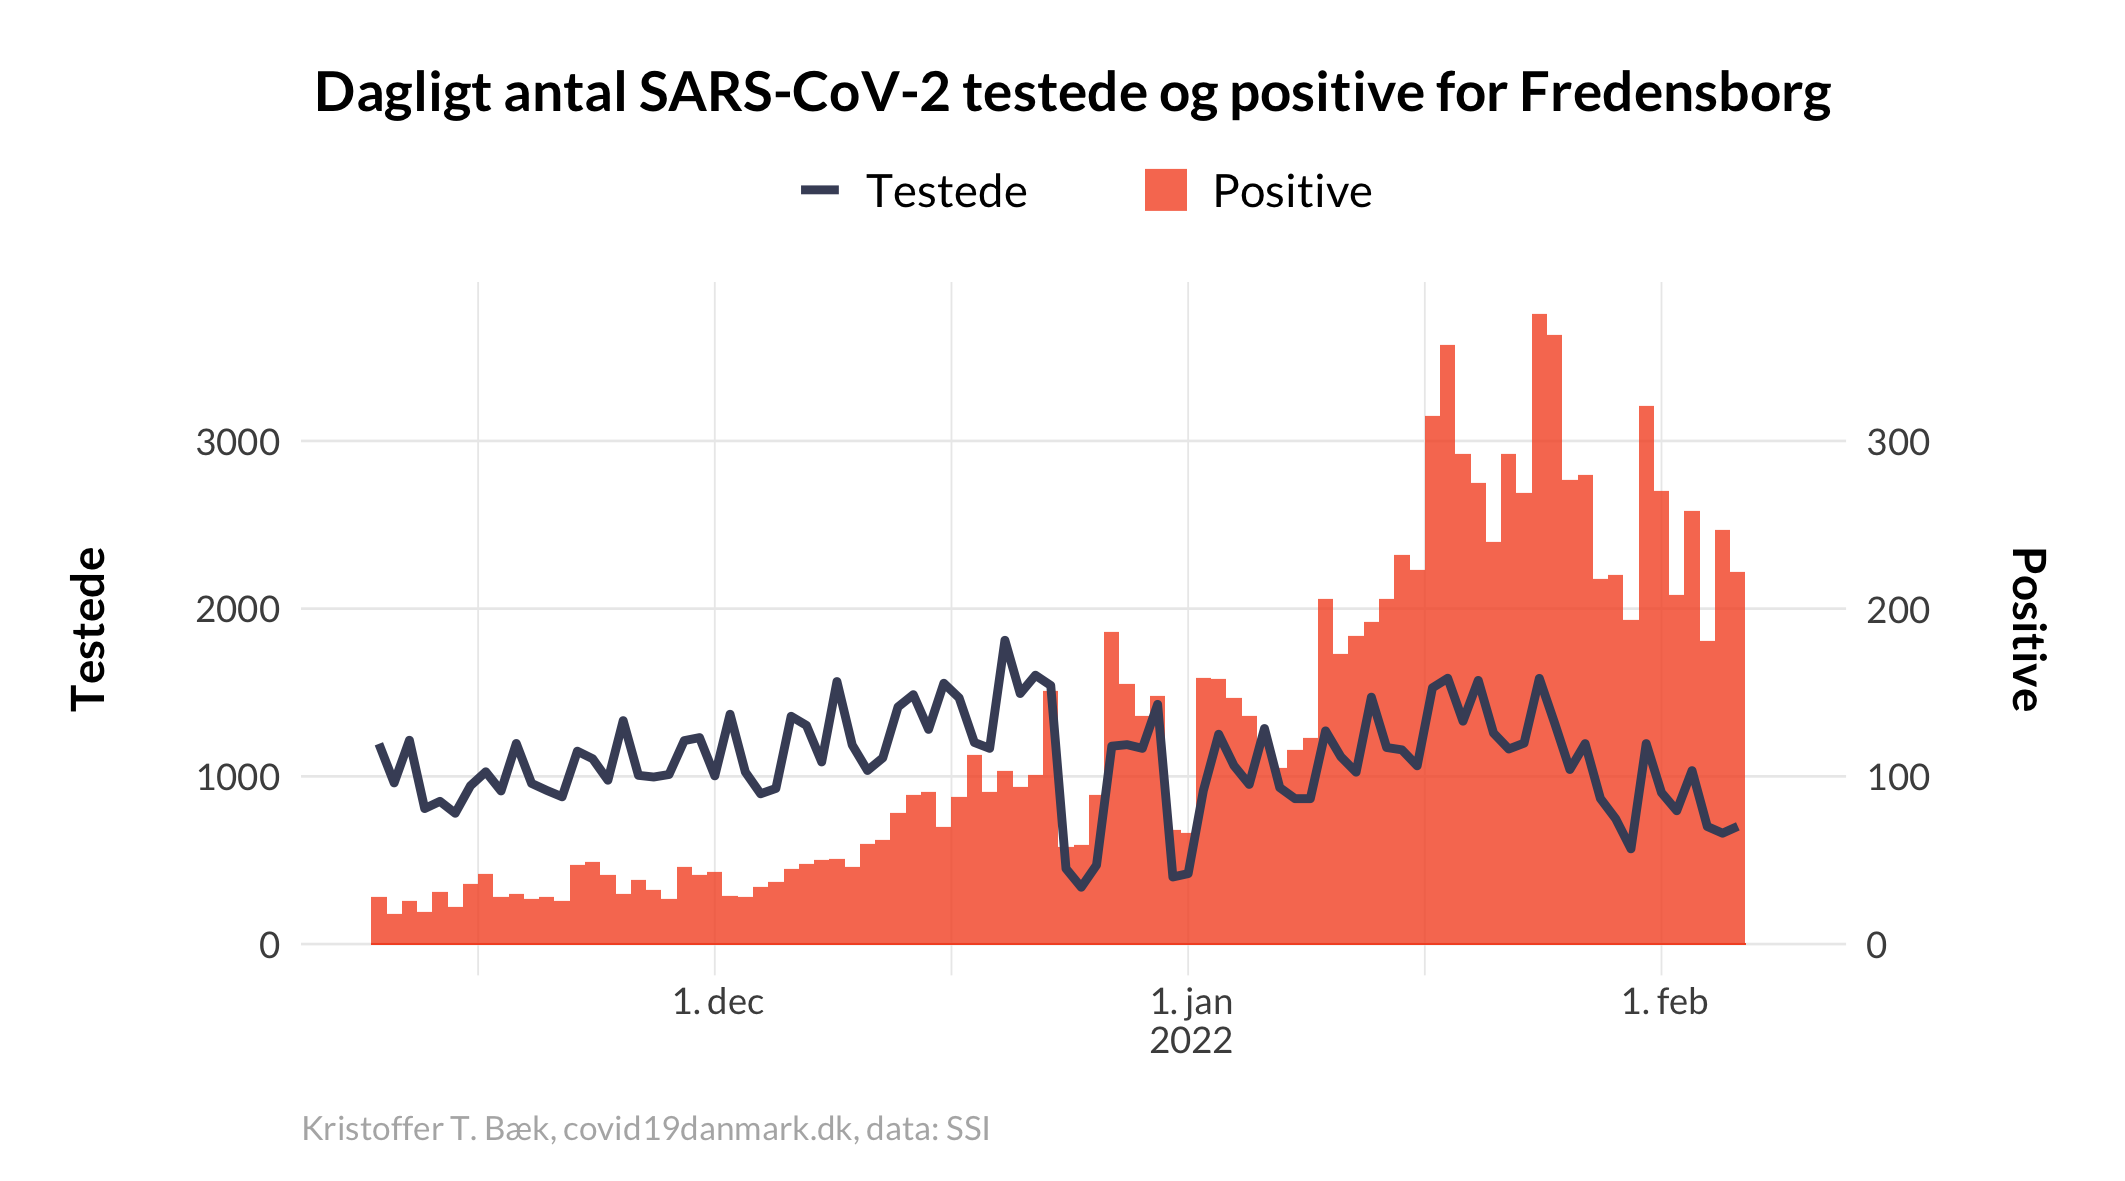 Dagligt antal SARS-CoV-2 testede og positive for Fredensborg
Testede
Positive
3000
2000
1000
0
Testede
300
200
100
0
Positive
1. dec
1. jan
2022
1. feb
Kristoffer T. Bæk, covid19danmark.dk, data: SSI